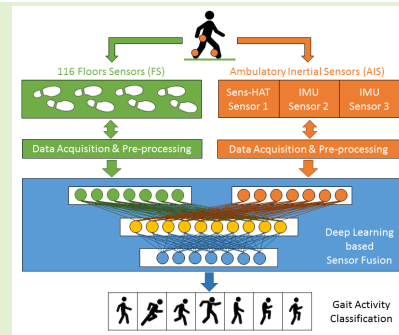 116 Floors Sensors (FS)
Ambulatory Inertial Sensors (AIS)
Sens-HAT
Sensor 1
IMU
Sensor 2
IMU
Sensor 3
Data Acquisition & Pre-processing
Data Acquisition & Pre-processing
Deep Learning
based
Sensor Fusion
Gait Activity
Classification